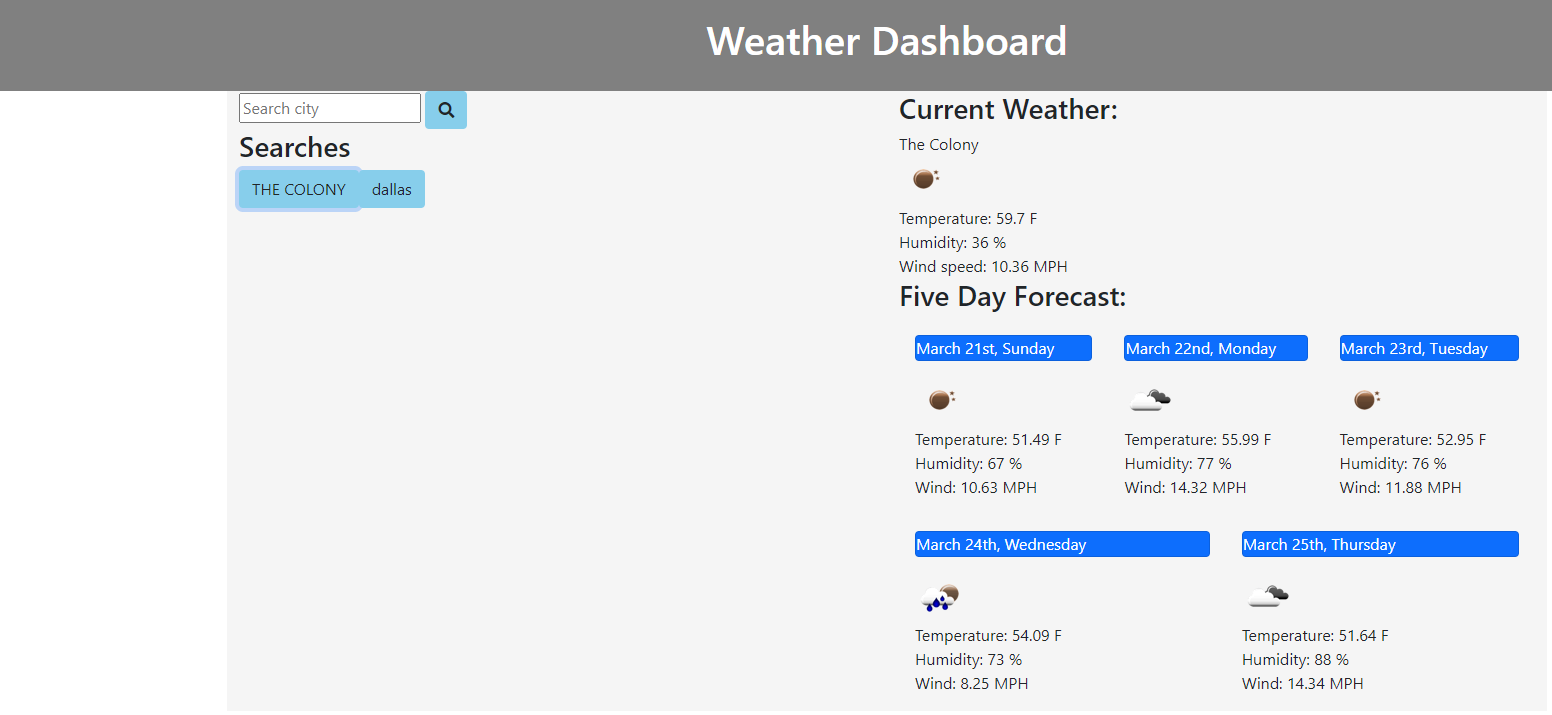 Weather Dashboard
Search city
Searches
THE COLONY
dallas
Current Weather:
The Colony
Temperature: 59.7 F
Humidity: 36 %
Wind speed: 10.36 MPH
Five Day Forecast:
March 21st, Sunday
Temperature: 51.49 F
Humidity: 67 %
Wind: 10.63 MPH
March 22nd, Monday
Temperature: 55.99 F
Humidity: 77 %
Wind: 14.32 MPH
March 23rd, Tuesday
Temperature: 52.95 F
Humidity: 76 %
Wind: 11.88 MPH
March 24th, Wednesday
Temperature: 54.09 F
Humidity: 73 %
Wind: 8.25 MPH
March 25th, Thursday
Temperature: 51.64 F
Humidity: 88 %
Wind: 14.34 MPH